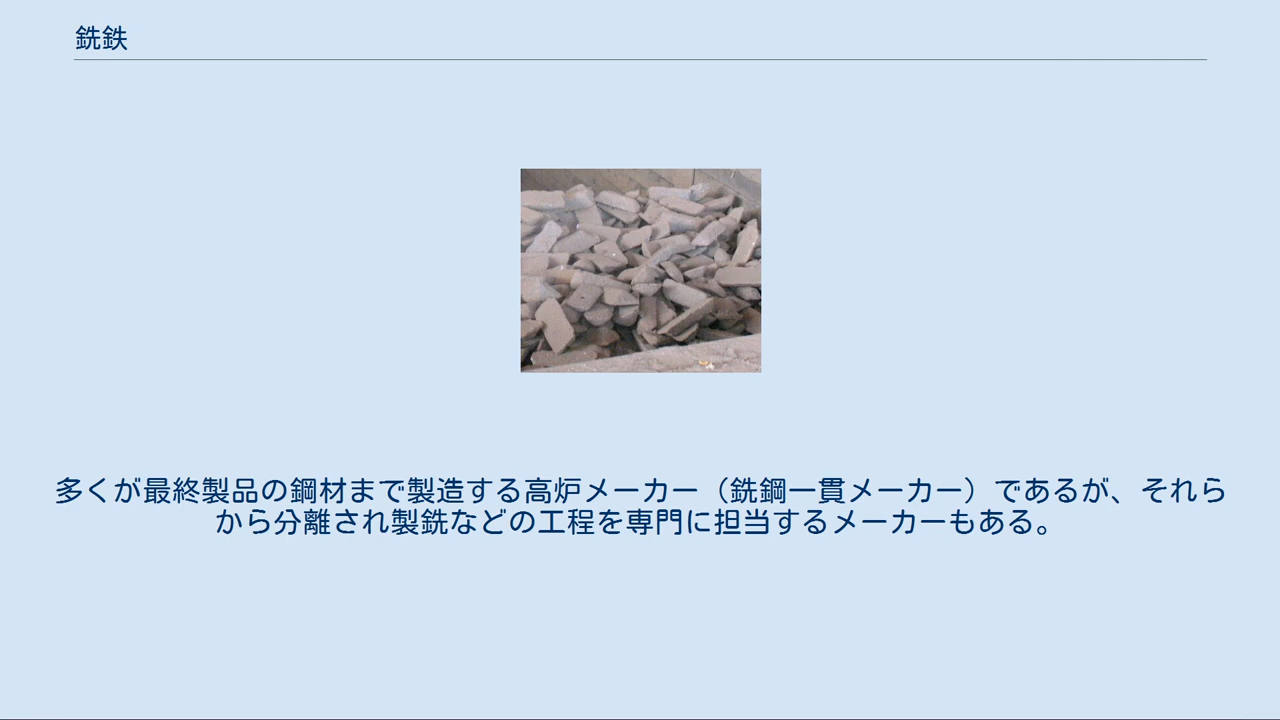 銑鉄
多くが最終製品の鋼材まで製造する高炉メーカー（銑鋼一貫メーカー）であるが、それら
から分離され製銑などの工程を専門に担当するメーカーもある。